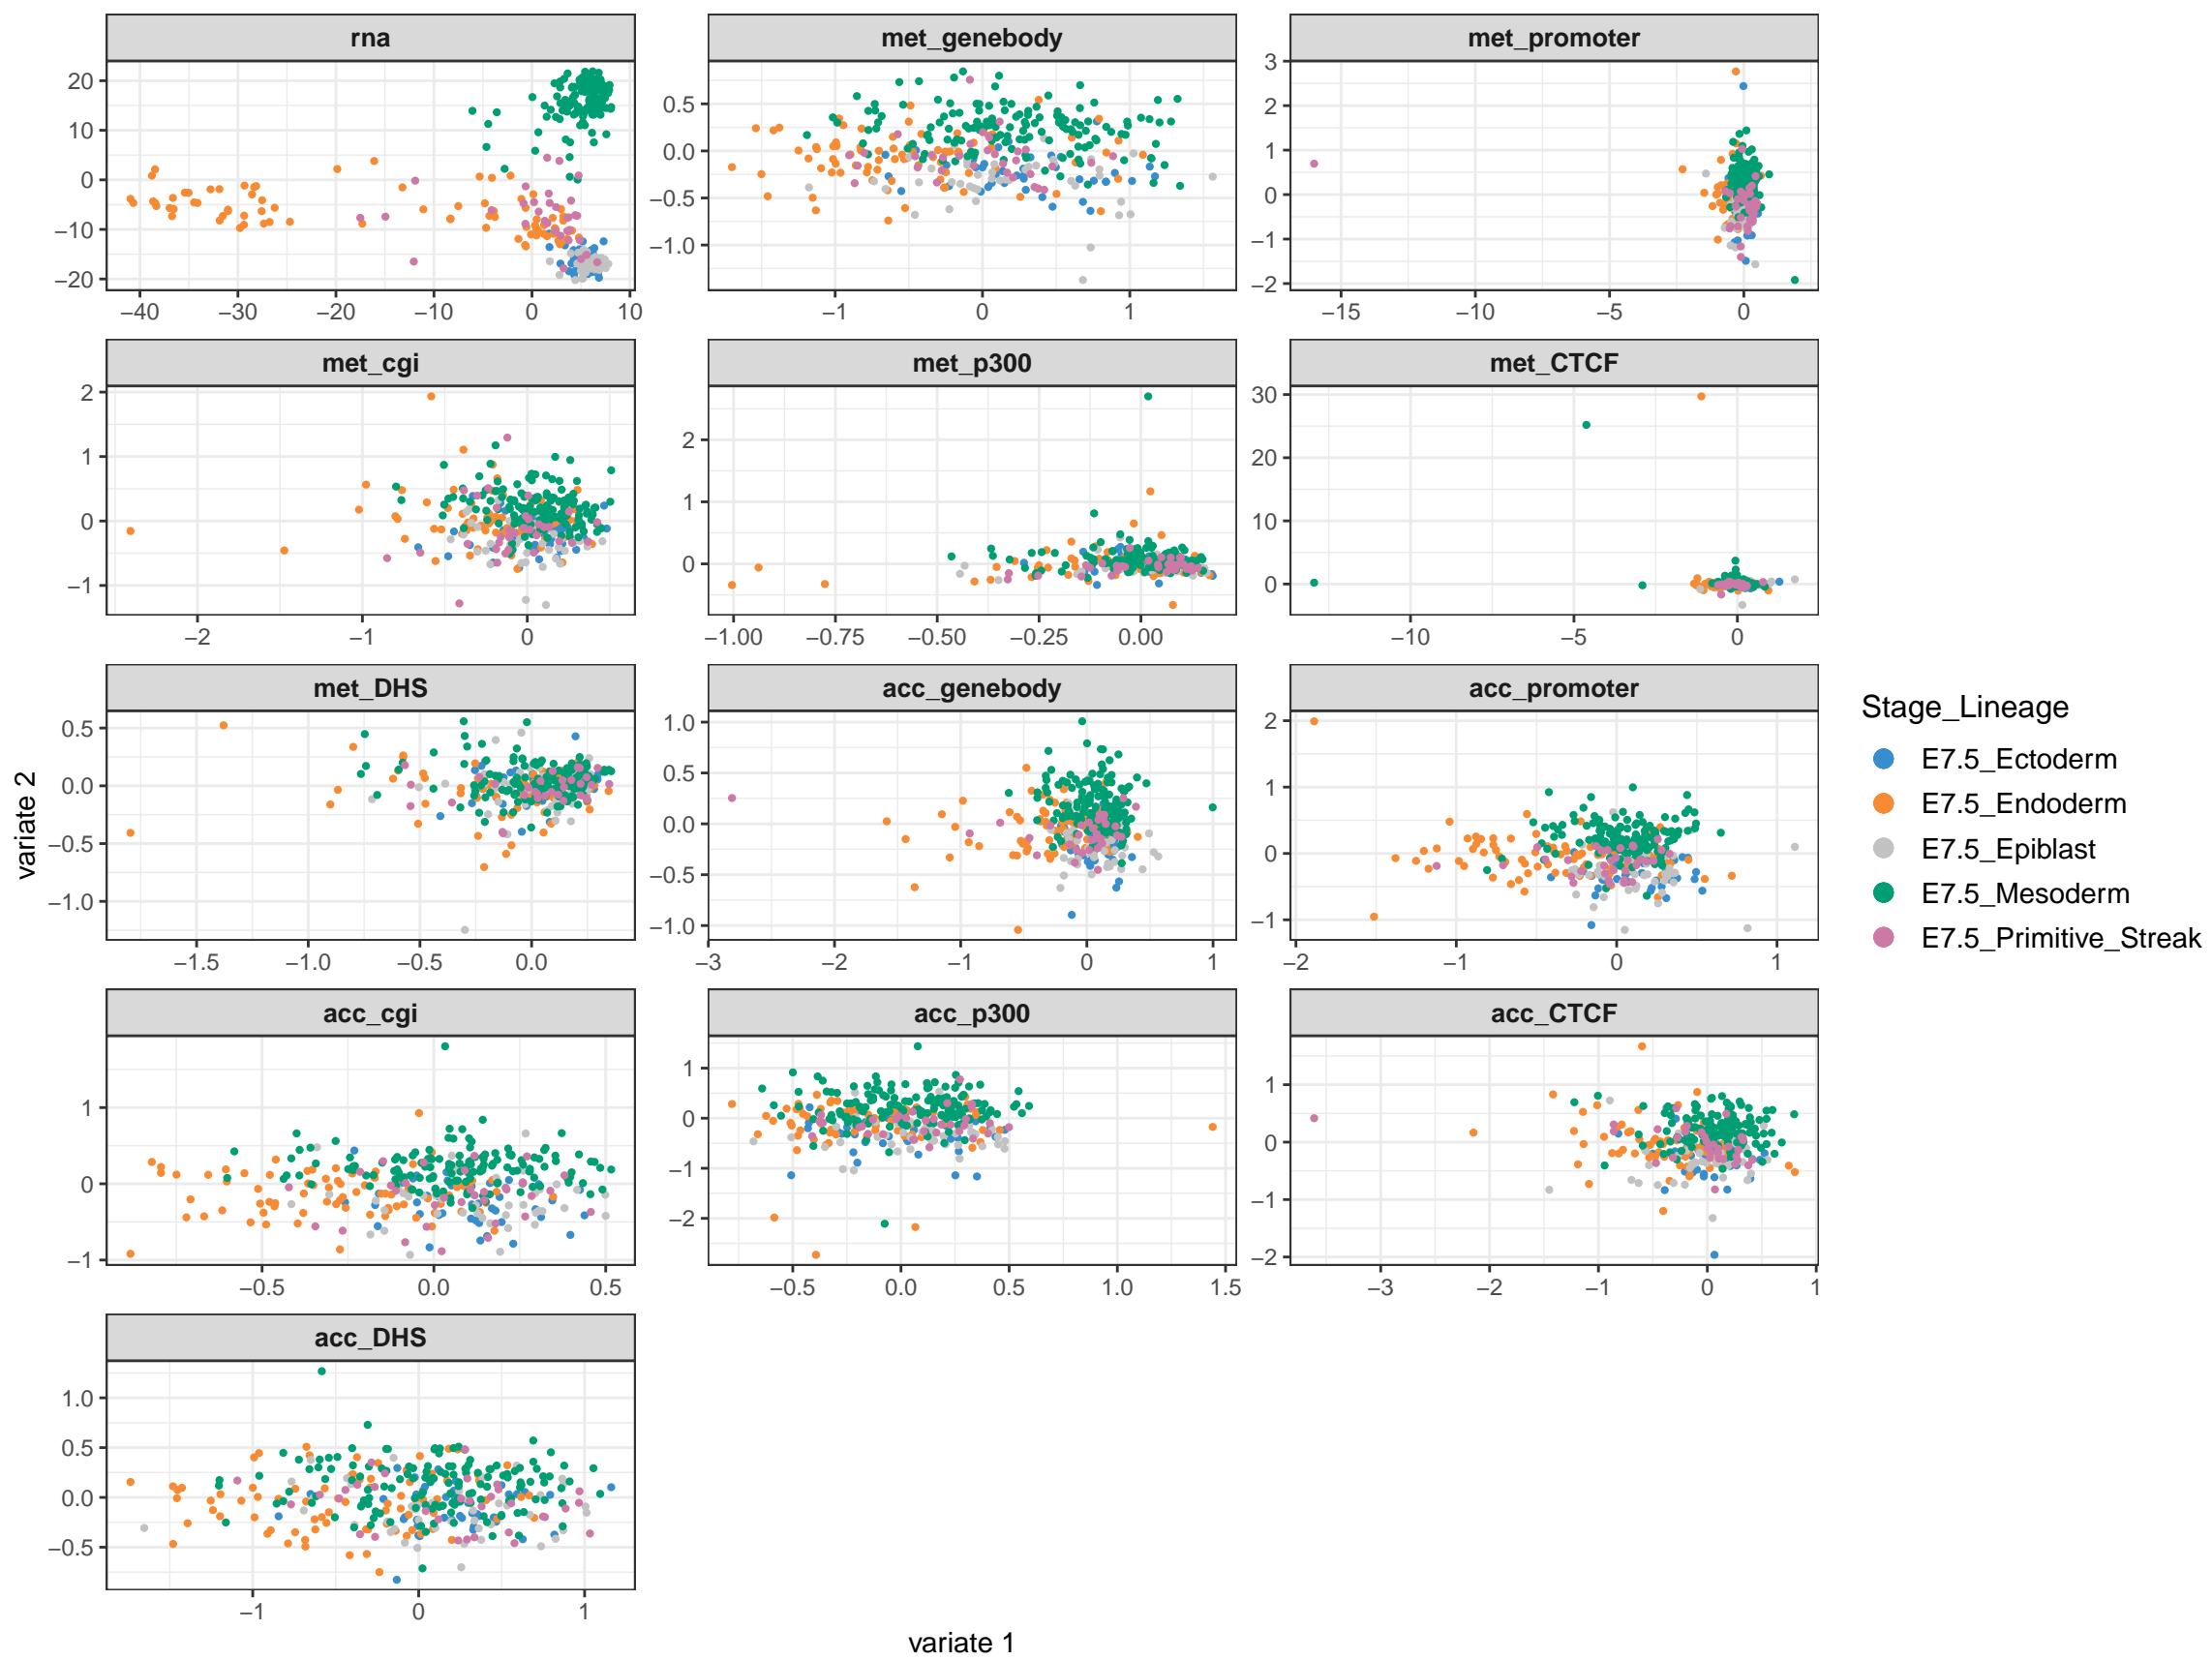 rna
met_genebody
met_promoter
20
10
0
−10
−20
−40 −30 −20 −10 0 10
0.5
0.0
−0.5
−1.0
−1 0 1
3
2
1
0
−1
−2
−15 −10 −5 0
met_cgi
met_p300
met_CTCF
2
1
0
−1
−2 −1 0
2
1
0
−1.00 −0.75 −0.50 −0.25 0.00
30
20
10
0
−10 −5 0
met_DHS
acc_genebody
acc_promoter
0.5
0.0
−0.5
−1.0
−1.5 −1.0 −0.5 0.0
1.0
0.5
0.0
−0.5
−1.0
−3 −2 −1 0 1
2
1
0
−1
−2 −1 0 1
acc_cgi
acc_p300
acc_CTCF
1
0
−1
−0.5 0.0 0.5
1
0
−1
−2
−0.5 0.0 0.5 1.0 1.5
1
0
−1
−2
−3 −2 −1 0 1
acc_DHS
1.0
0.5
0.0
−0.5
−1 0 1
variate 2
variate 1
Stage_Lineage
E7.5_Ectoderm
E7.5_Endoderm
E7.5_Epiblast
E7.5_Mesoderm
E7.5_Primitive_Streak